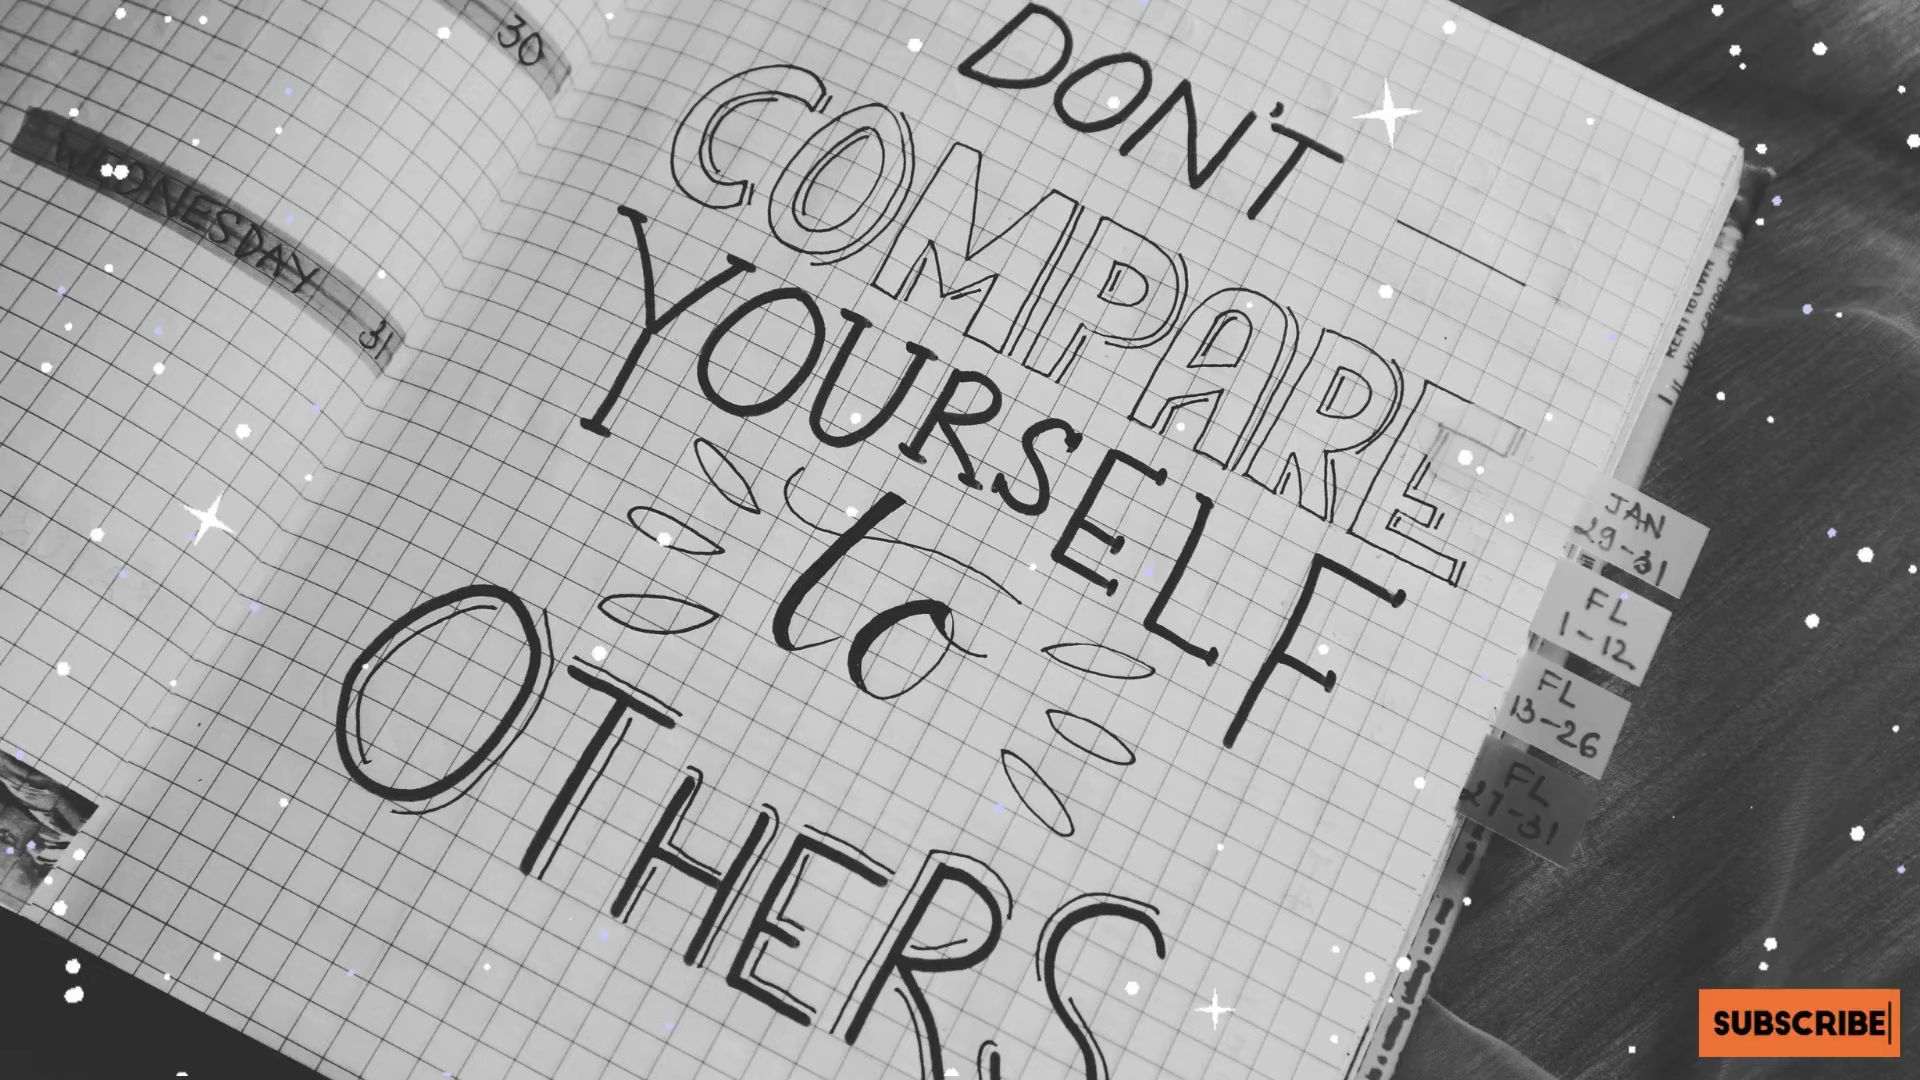 30
WEDNESDAY
31
DON'T
COMPARE
YOURSELF
to
OTHERS
JAN
29-31
FL
1-12
FL
13-26
FL
27-31
SUBSCRIBE